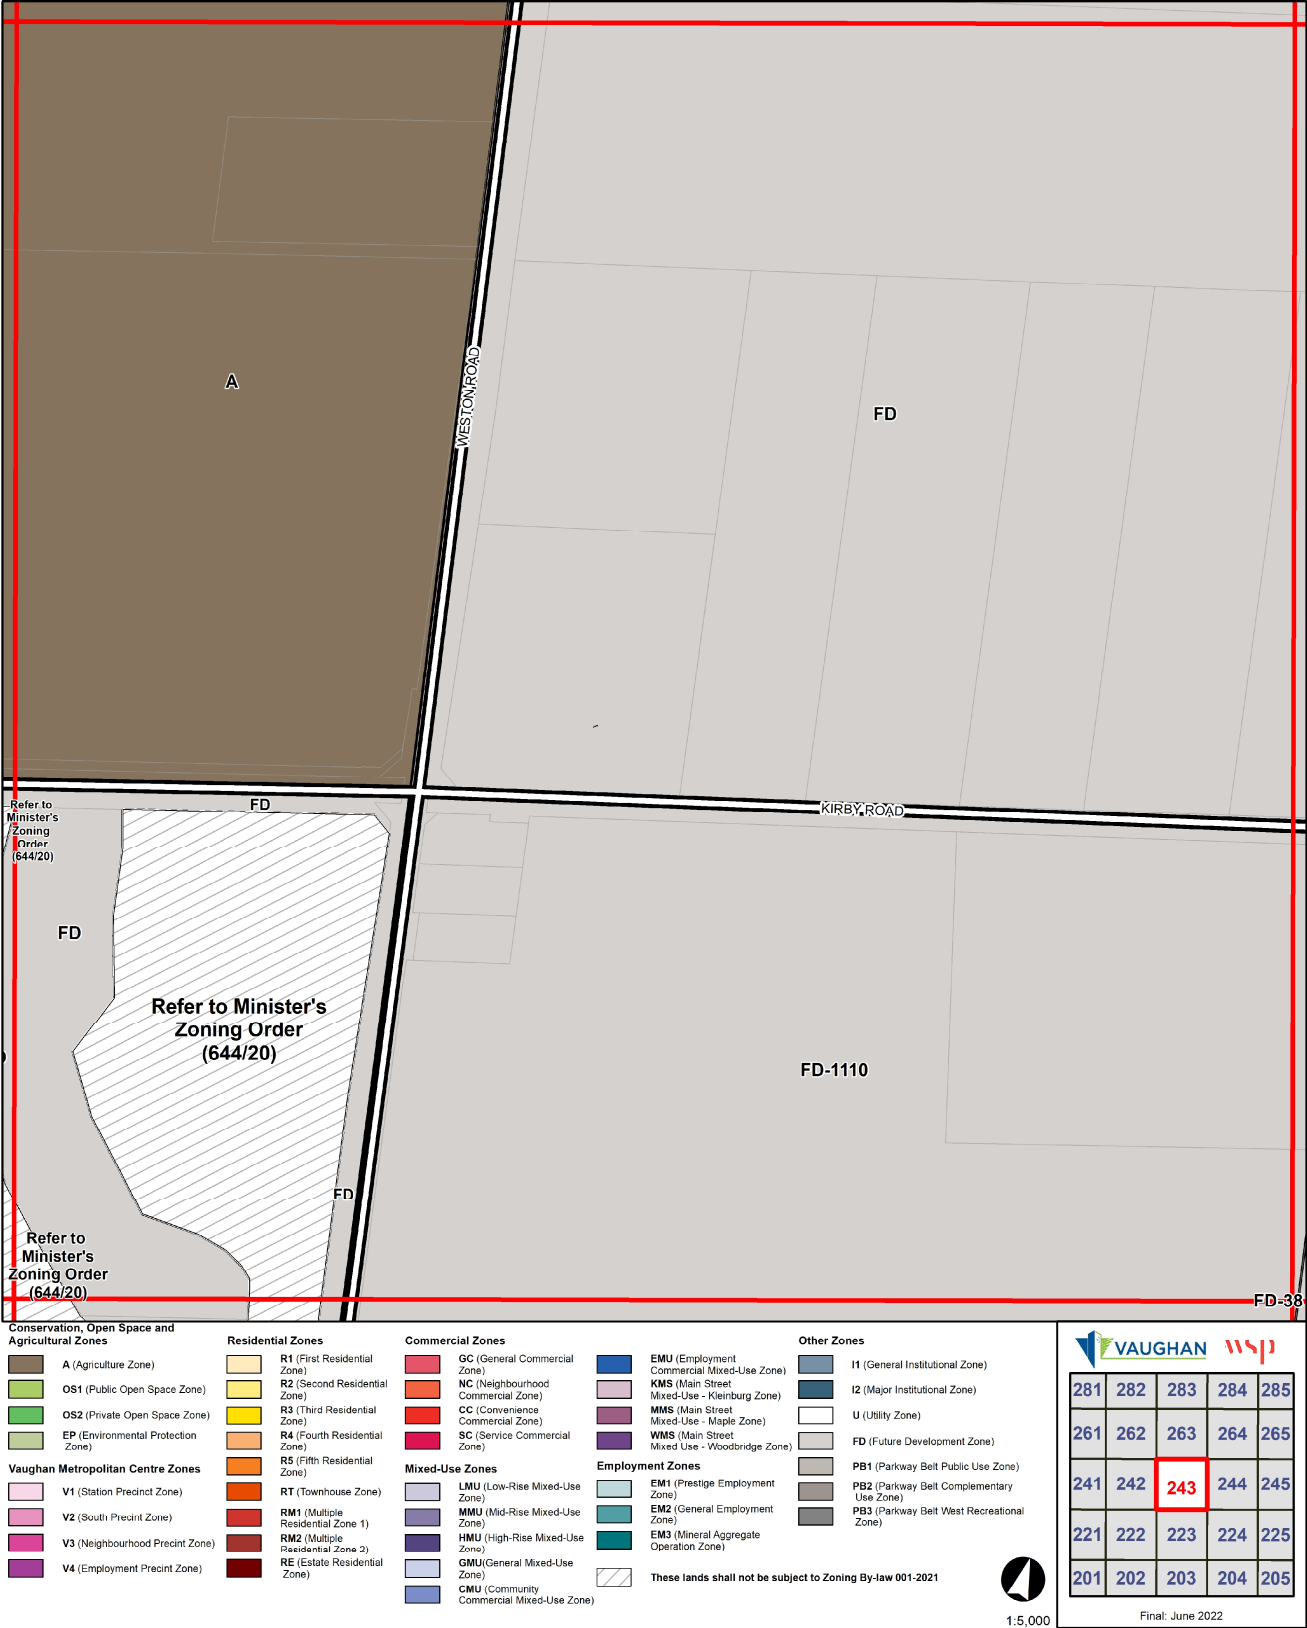 WESTON ROAD
A
FD
KIRBY ROAD
FD
Refer to
Minister's
Zoning
Order
(644/20)
FD
Refer to Minister's
Zoning Order
(644/20)
FD-1110
FD
Refer to
Minister's
Zoning Order
(644/20)
FD-38
Conservation, Open Space and
Agricultural Zones
A (Agriculture Zone)
OS1 (Public Open Space Zone)
OS2 (Private Open Space Zone)
EP (Environmental Protection
Zone)
Vaughan Metropolitan Centre Zones
V1 (Station Precinct Zone)
V2 (South Precint Zone)
V3 (Neighbourhood Precint Zone)
V4 (Employment Precint Zone)
Residential Zones
R1 (First Residential
Zone)
R2 (Second Residential
Zone)
R3 (Third Residential
Zone)
R4 (Fourth Residential
Zone)
R5 (Fifth Residential
Zone)
RT (Townhouse Zone)
RM1 (Multiple
Residential Zone 1)
RM2 (Multiple
Residential Zone 2)
RE (Estate Residential
Zone)
Commercial Zones
GC (General Commercial
Zone)
NC (Neighbourhood
Commercial Zone)
CC (Convenience
Commercial Zone)
SC (Service Commercial
Zone)
Mixed-Use Zones
LMU (Low-Rise Mixed-Use
Zone)
MMU (Mid-Rise Mixed-Use
Zone)
HMU (High-Rise Mixed-Use
Zone)
GMU(General Mixed-Use
Zone)
CMU (Community
Commercial Mixed-Use Zone)
EMU (Employment
Commercial Mixed-Use Zone)
KMS (Main Street
Mixed-Use - Kleinburg Zone)
MMS (Main Street
Mixed-Use - Maple Zone)
WMS (Main Street
Mixed Use - Woodbridge Zone)
Employment Zones
EM1 (Prestige Employment
Zone)
EM2 (General Employment
Zone)
EM3 (Mineral Aggregate
Operation Zone)
These lands shall not be subject to Zoning By-law 001-2021
Other Zones
I1 (General Institutional Zone)
I2 (Major Institutional Zone)
U (Utility Zone)
FD (Future Development Zone)
PB1 (Parkway Belt Public Use Zone)
PB2 (Parkway Belt Complementary
Use Zone)
PB3 (Parkway Belt West Recreational
Zone)
1:5,000
VAUGHAN wsp
281 282 283 284 285
261 262 263 264 265
241 242 243 244 245
221 222 223 224 225
201 202 203 204 205
Final: June 2022